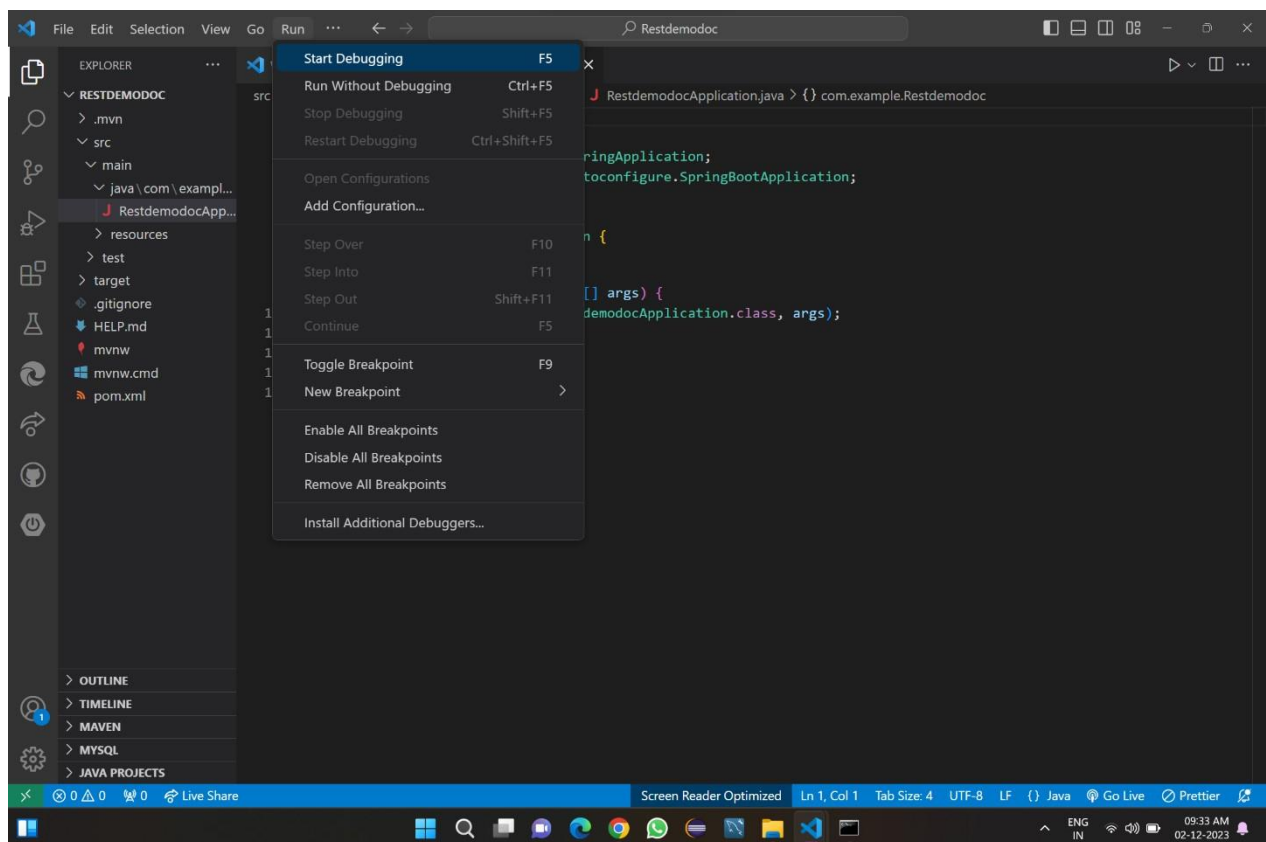 File Edit Selection View Go Run ··· Restdemodoc
EXPLORER ···
RESTDEMODOC
.mvn
src
main
java\com\exampl...
RestdemodocApp...
resources
test
target
.gitignore
HELP.md
mvnw
mvnw.cmd
pom.xml
OUTLINE
TIMELINE
MAVEN
MYSQL
JAVA PROJECTS
Start Debugging F5
Run Without Debugging Ctrl+F5
Stop Debugging Shift+F5
Restart Debugging Ctrl+Shift+F5
Open Configurations
Add Configuration...
Step Over F10
Step Into F11
Step Out Shift+F11
Continue F5
Toggle Breakpoint F9
New Breakpoint >
Enable All Breakpoints
Disable All Breakpoints
Remove All Breakpoints
Install Additional Debuggers...
src J RestdemodocApplication.java > {} com.example.Restdemodoc
ringApplication;
toconfigure.SpringBootApplication;
n {
[] args) {
1 demodocApplication.class, args);
1
1
1
1
1
0 0 0 Live Share Screen Reader Optimized Ln 1, Col 1 Tab Size: 4 UTF-8 LF {} Java Go Live Prettier
ENG
IN
09:33 AM
02-12-2023